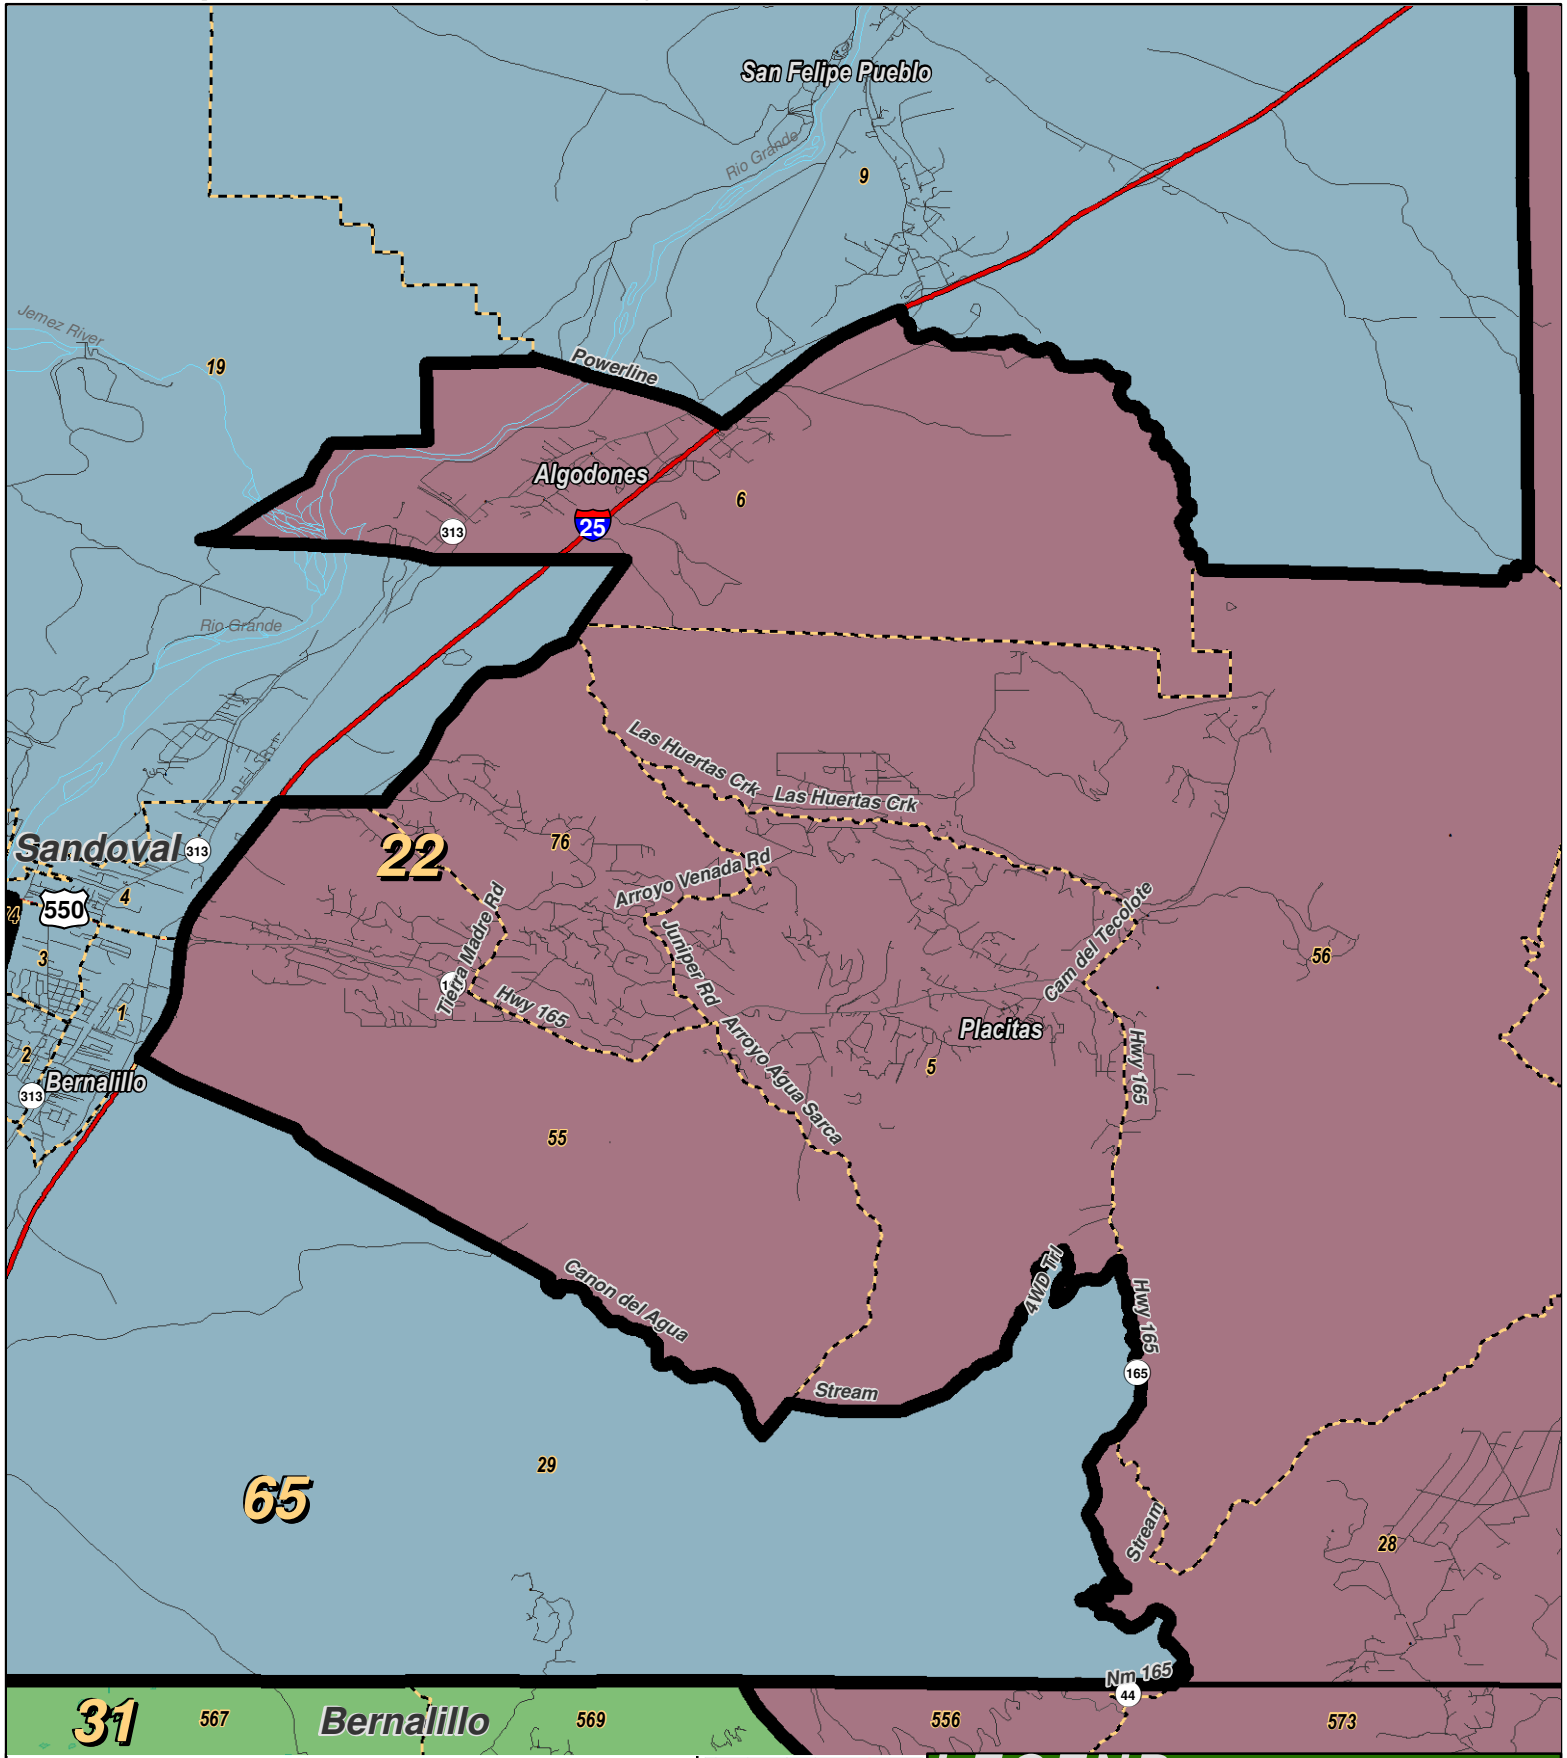 San Felipe Pueblo
Rio Grande
9
Jemez River
19
Powerline
Algodones
6
25
313
Rio Grande
Las Huertas Crk
Las Huertas Crk
Sandoval
313
22
76
Arroyo Venada Rd
4
550
74
Tierra Madre Rd
Juniper Rd
Cam del Tecolote
56
3
Hwy 165
1
Placitas
Arroyo Agua Sarca
Hwy 165
2
5
Bernalillo
313
55
Canon del Agua
4WD Trl
Hwy 165
165
Stream
29
65
Stream
28
Nm 165
44
31
567
Bernalillo
569
556
573
LEGEND